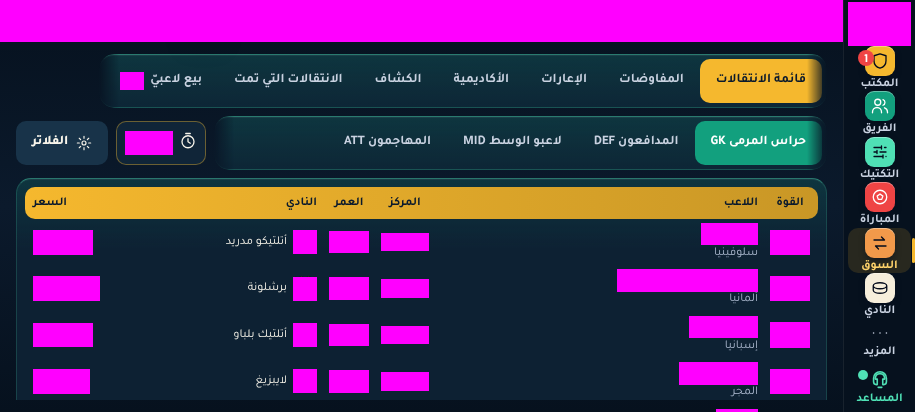 قائمة الانتقالات المفاوضات الإعارات الأكاديمية الكشاف الانتقالات التي تمت بيع لاعبيّ
حراس المرمى GK المدافعون DEF لاعبو الوسط MID المهاجمون ATT
الفلاتر
القوة اللاعب المركز العمر النادي السعر
سلوفينيا أتلتيكو مدريد
ألمانيا برشلونة
إسبانيا أتلتيك بلباو
المجر لايبزيغ
1
المكتب
الفريق
التكتيك
المباراة
السوق
النادي
...
المزيد
المساعد